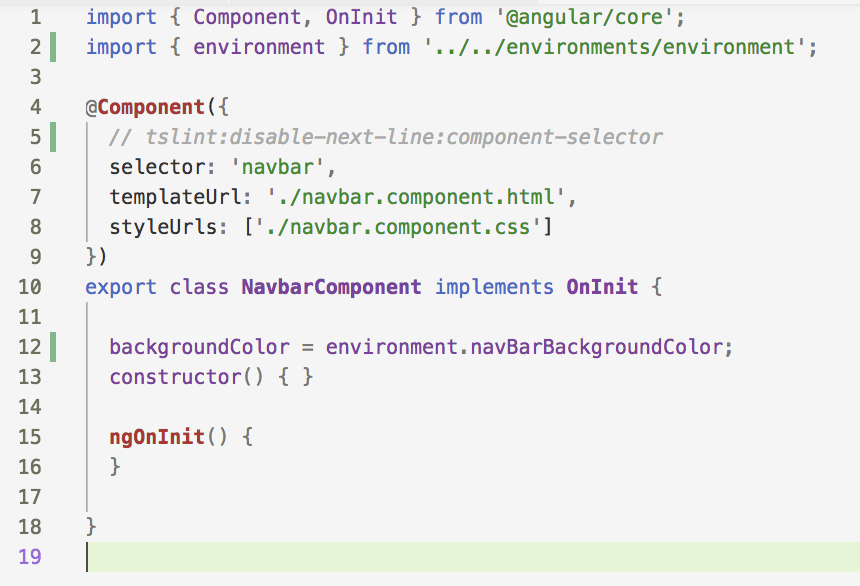 1 import { Component, OnInit } from '@angular/core';
2 import { environment } from '../../environments/environment';
3
4 @Component({
5   // tslint:disable-next-line:component-selector
6   selector: 'navbar',
7   templateUrl: './navbar.component.html',
8   styleUrls: ['./navbar.component.css']
9 })
10 export class NavbarComponent implements OnInit {
11
12   backgroundColor = environment.navBarBackgroundColor;
13   constructor() { }
14
15   ngOnInit() {
16   }
17
18 }
19